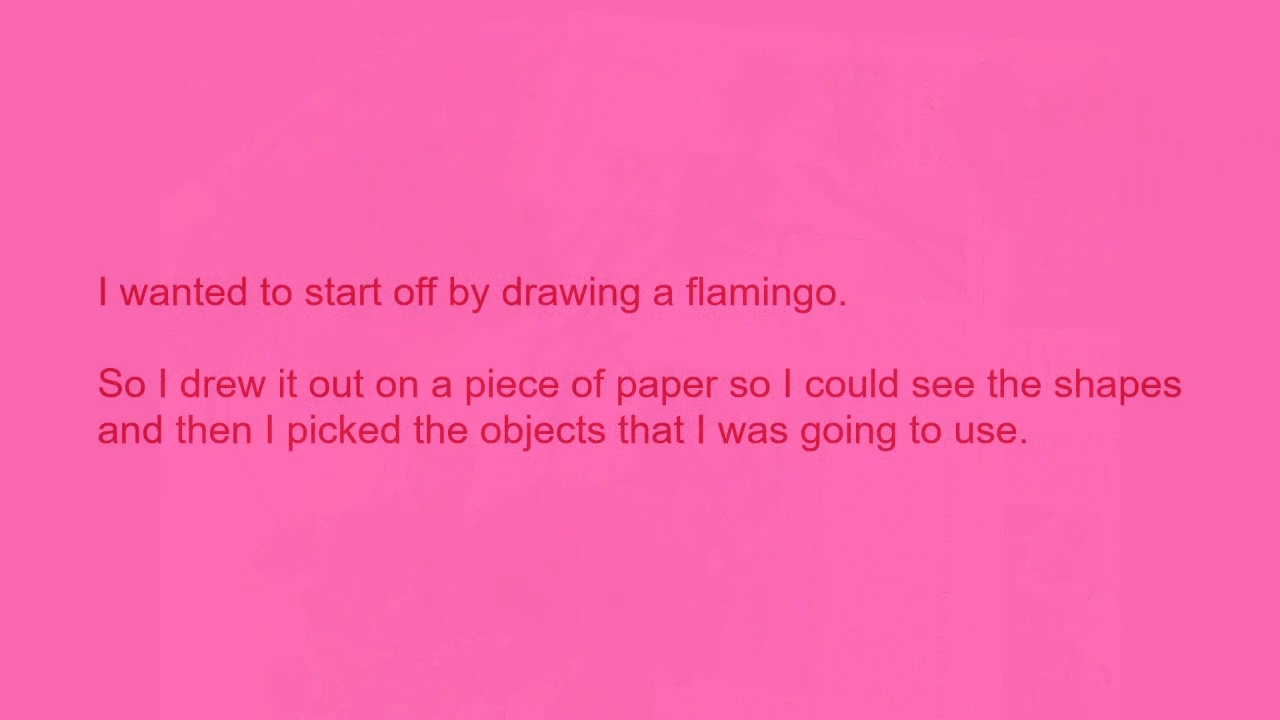 I wanted to start off by drawing a flamingo.
So I drew it out on a piece of paper so I could see the shapes
and then I picked the objects that I was going to use.